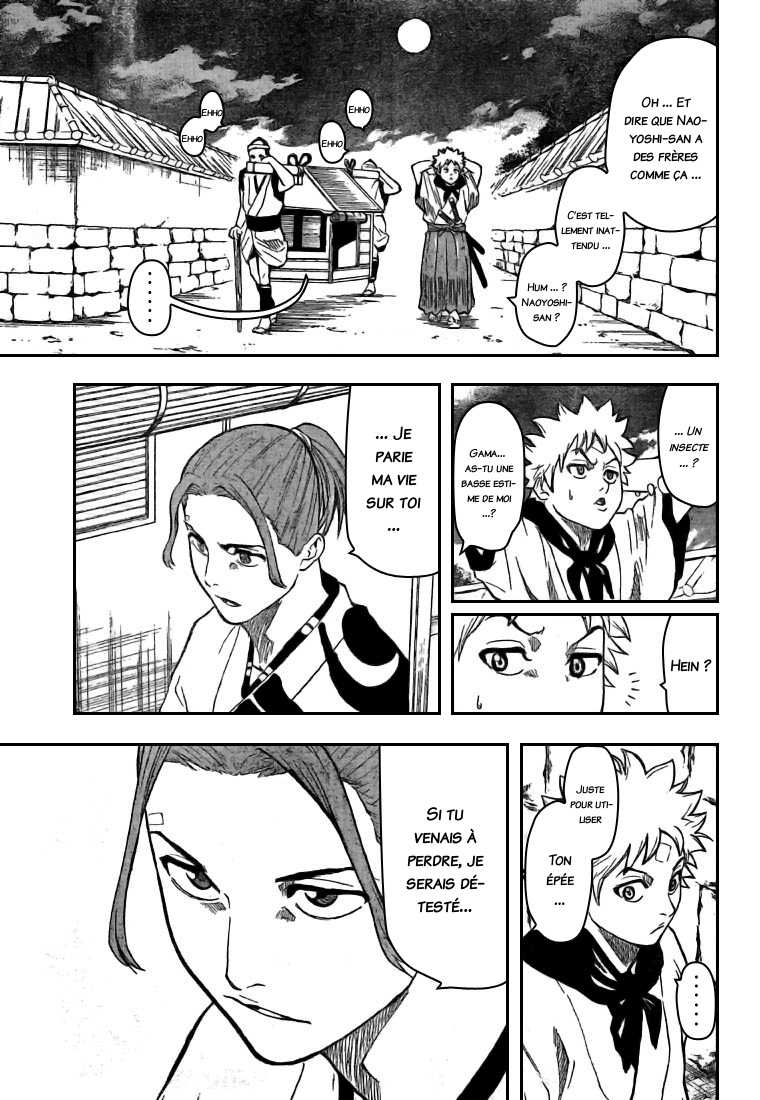 Oh ... Et
dire que Nao-
yoshi-san a
des frères
comme ça ...
C'est tel-
lement inat-
tendu ...
Hum ... ?
Naoyoshi-
san ?
Ehho
Ehho
Ehho
Ehho
......
... Un
insecte
... ?
Gama...
as-tu une
basse esti-
me de moi
...?
Hein ?
... Je
parie
ma vie
sur toi
...
Juste
pour uti-
liser
Ton
épée
...
......
Si tu
venais à
perdre, je
serais dé-
testé...